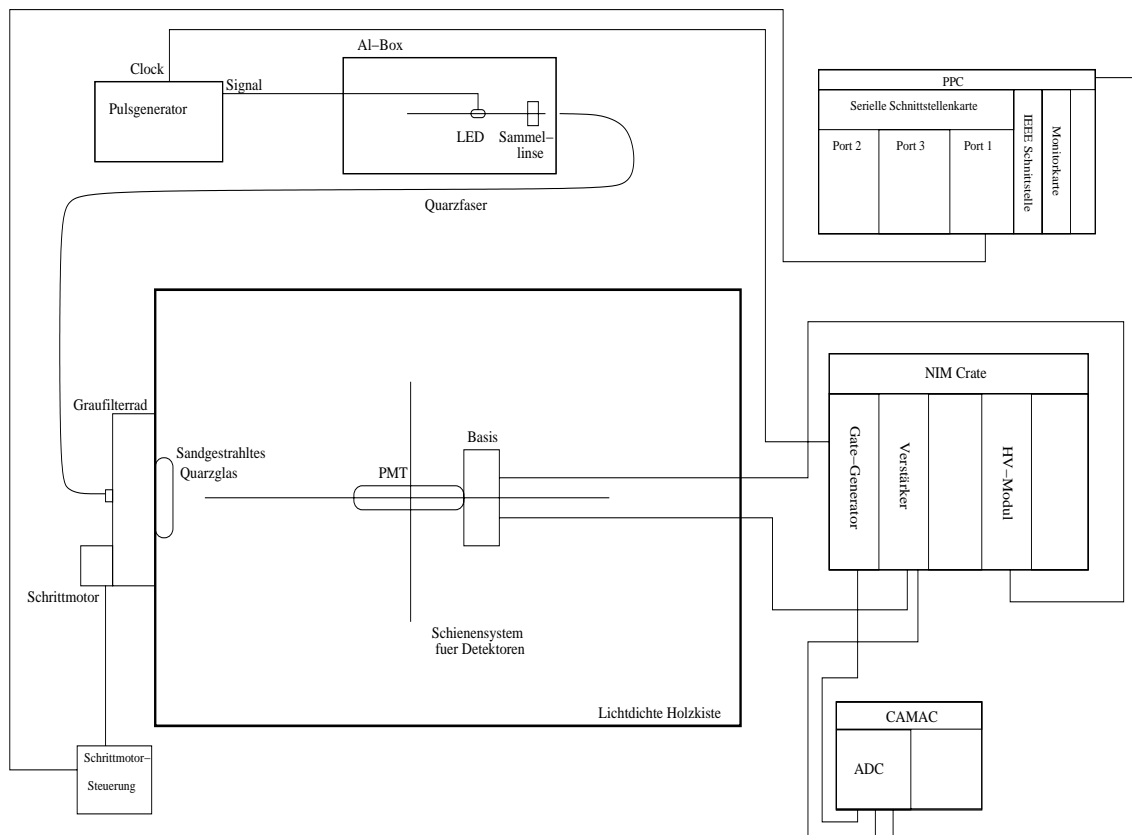 Al–Box
Clock
Signal
Pulsgenerator
LED
Sammel–
linse
Quarzfaser
PPC
Serielle Schnittstellenkarte
Port 2
Port 3
Port 1
IEEE Schnittstelle
Monitorkarte
Graufilterrad
Sandgestrahltes
Quarzglas
PMT
Basis
NIM Crate
Gate–Generator
Verstärker
HV–Modul
Schrittmotor
Schienensystem
fuer Detektoren
Lichtdichte Holzkiste
Schrittmotor–
Steuerung
CAMAC
ADC